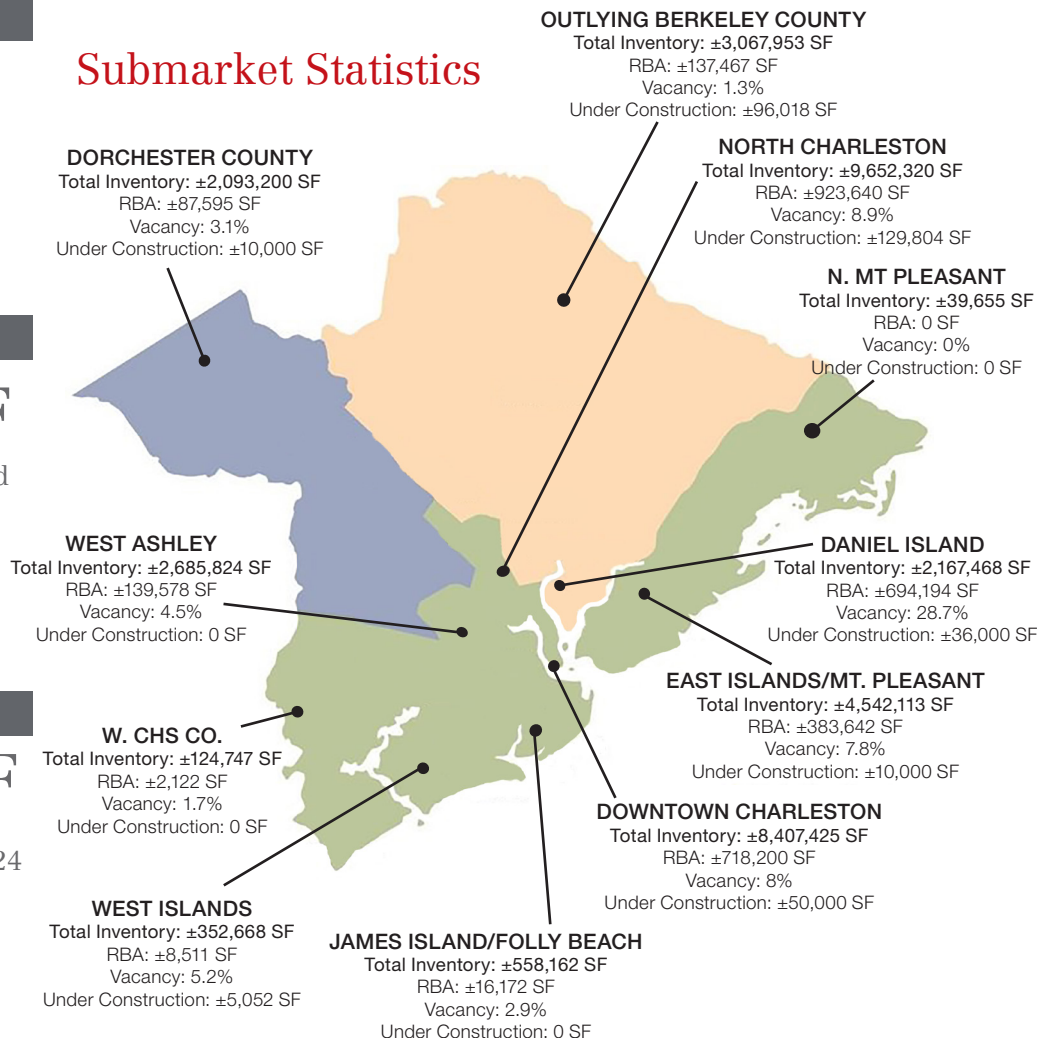 Submarket Statistics
OUTLYING BERKELEY COUNTY
Total Inventory: ±3,067,953 SF
RBA: ±137,467 SF
Vacancy: 1.3%
Under Construction: ±96,018 SF
NORTH CHARLESTON
Total Inventory: ±9,652,320 SF
RBA: ±923,640 SF
Vacancy: 8.9%
Under Construction: ±129,804 SF
DORCHESTER COUNTY
Total Inventory: ±2,093,200 SF
RBA: ±87,595 SF
Vacancy: 3.1%
Under Construction: ±10,000 SF
N. MT PLEASANT
Total Inventory: ±39,655 SF
RBA: 0 SF
Vacancy: 0%
Under Construction: 0 SF
F
d
WEST ASHLEY
Total Inventory: ±2,685,824 SF
RBA: ±139,578 SF
Vacancy: 4.5%
Under Construction: 0 SF
DANIEL ISLAND
Total Inventory: ±2,167,468 SF
RBA: ±694,194 SF
Vacancy: 28.7%
Under Construction: ±36,000 SF
EAST ISLANDS/MT. PLEASANT
Total Inventory: ±4,542,113 SF
RBA: ±383,642 SF
Vacancy: 7.8%
Under Construction: ±10,000 SF
W. CHS CO.
Total Inventory: ±124,747 SF
RBA: ±2,122 SF
Vacancy: 1.7%
Under Construction: 0 SF
F
24
DOWNTOWN CHARLESTON
Total Inventory: ±8,407,425 SF
RBA: ±718,200 SF
Vacancy: 8%
Under Construction: ±50,000 SF
WEST ISLANDS
Total Inventory: ±352,668 SF
RBA: ±8,511 SF
Vacancy: 5.2%
Under Construction: ±5,052 SF
JAMES ISLAND/FOLLY BEACH
Total Inventory: ±558,162 SF
RBA: ±16,172 SF
Vacancy: 2.9%
Under Construction: 0 SF